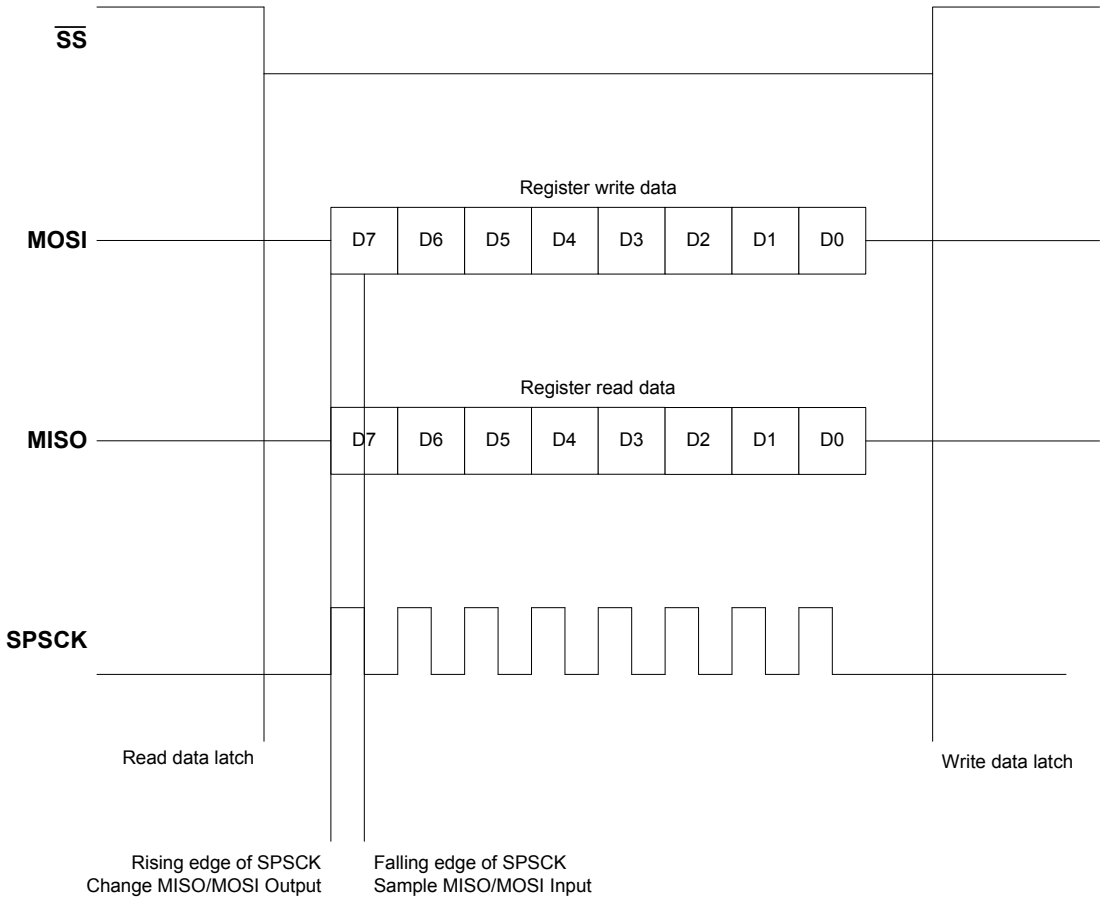 SS
Register write data
MOSI
D7 D6 D5 D4 D3 D2 D1 D0
Register read data
MISO
D7 D6 D5 D4 D3 D2 D1 D0
SPSCK
Read data latch
Write data latch
Rising edge of SPSCK
Change MISO/MOSI Output
Falling edge of SPSCK
Sample MISO/MOSI Input